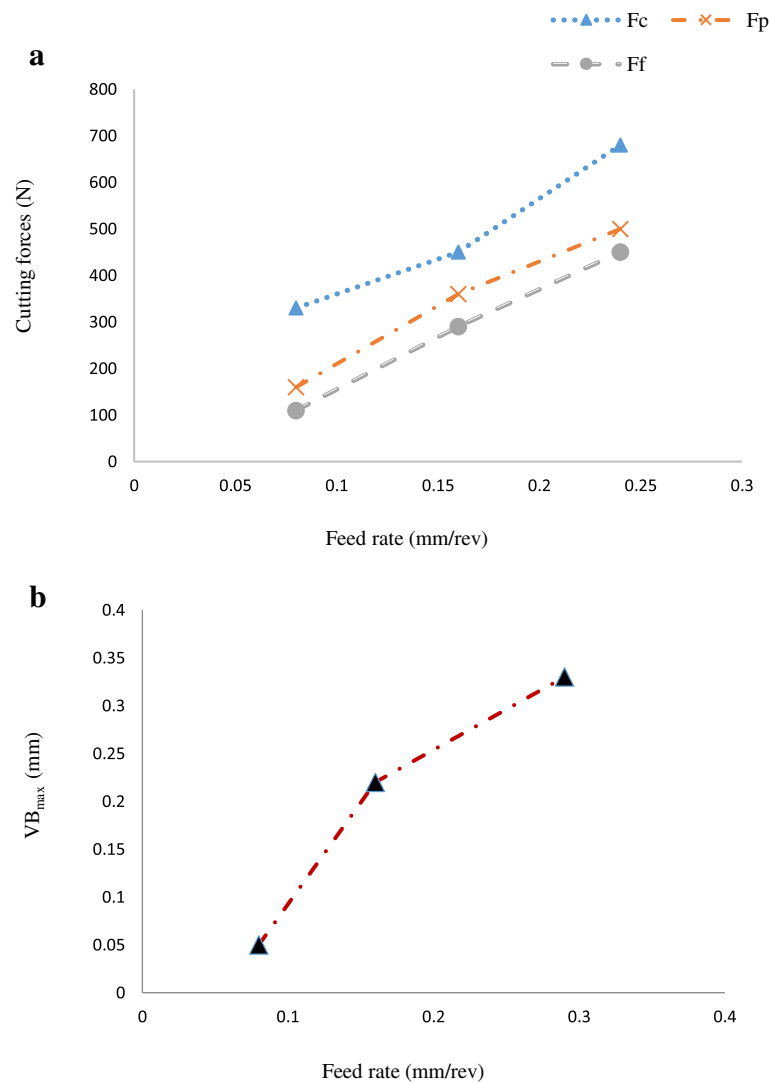 Fc Fp
Ff
a
800
700
600
500
400
300
200
100
0
Cutting forces (N)
0 0.05 0.1 0.15 0.2 0.25 0.3
Feed rate (mm/rev)
b
0.4
0.35
0.3
0.25
0.2
0.15
0.1
0.05
0
VBmax (mm)
0 0.1 0.2 0.3 0.4
Feed rate (mm/rev)